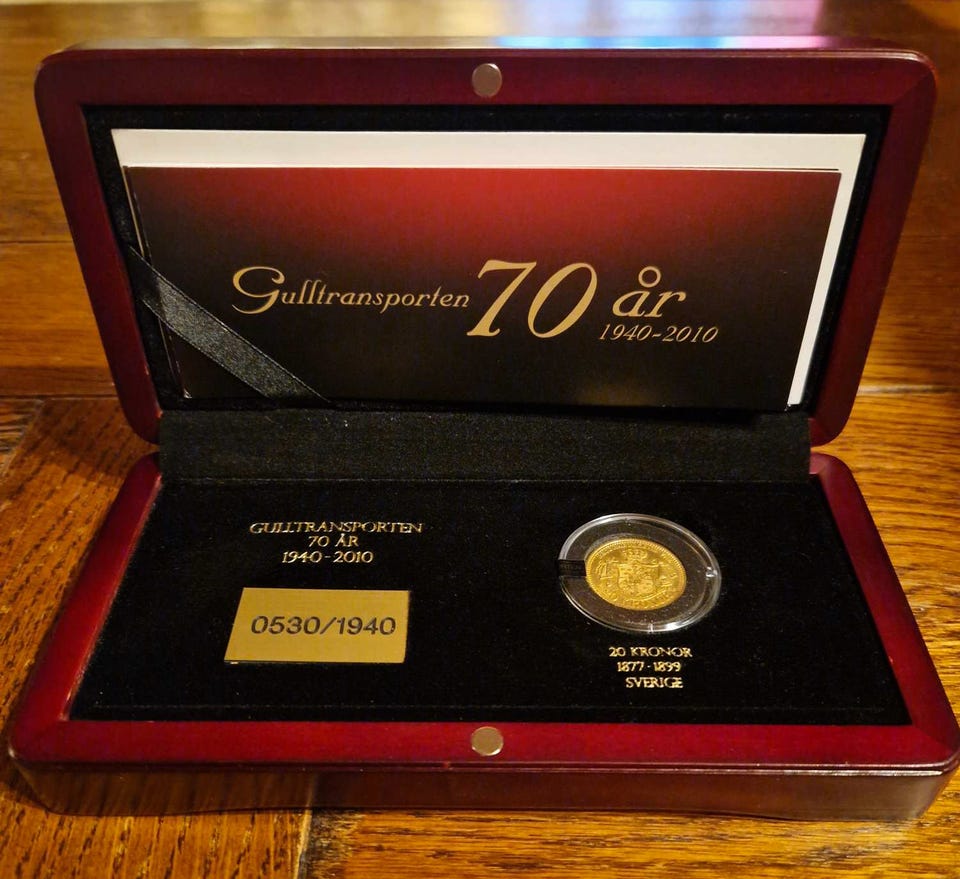 Gulltransporten 70 år
1940-2010
GULLTRANSPORTEN
70 ÅR
1940-2010
0530/1940
20 KRONOR
1877-1899
SVERIGE